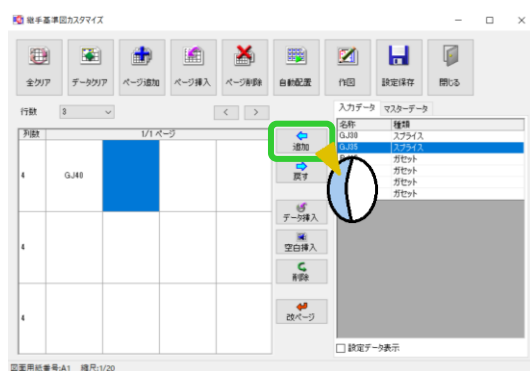 継手基準図カスタマイズ
全クリア データクリア ページ追加 ページ挿入 ページ削除 自動配置 作図 設定保存 閉じる
行数 3 < >
入力データ マスターデータ
列数 1/1 ページ
名称 種類
GJ30 スプライス
GJ35 スプライス
ガセット
ガセット
ガセット
ガセット
4 GJ40
4
4
追加
戻す
データ挿入
空白挿入
削除
改ページ
設定データ表示
図面用紙番号:A1 縮尺:1/20